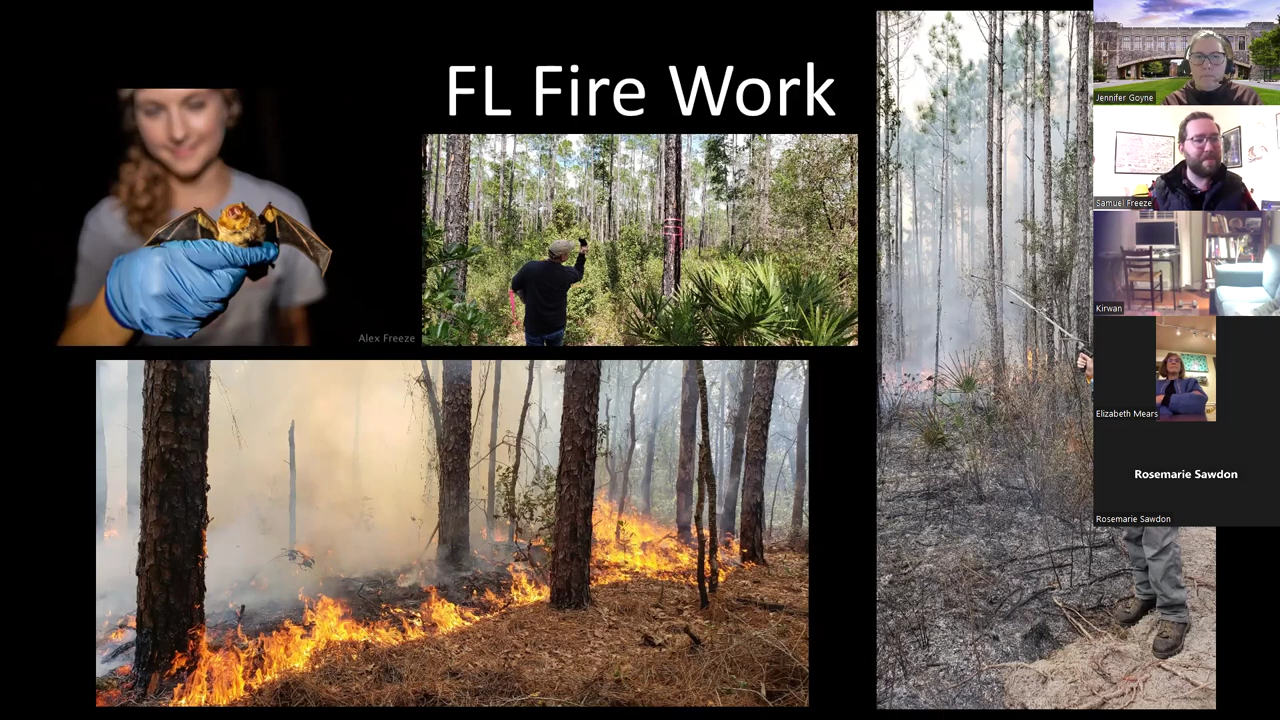 FL Fire Work
Alex Freeze
Jennifer Goyne
Samuel Freeze
Kirwan
Elizabeth Mears
Rosemarie Sawdon
Rosemarie Sawdon